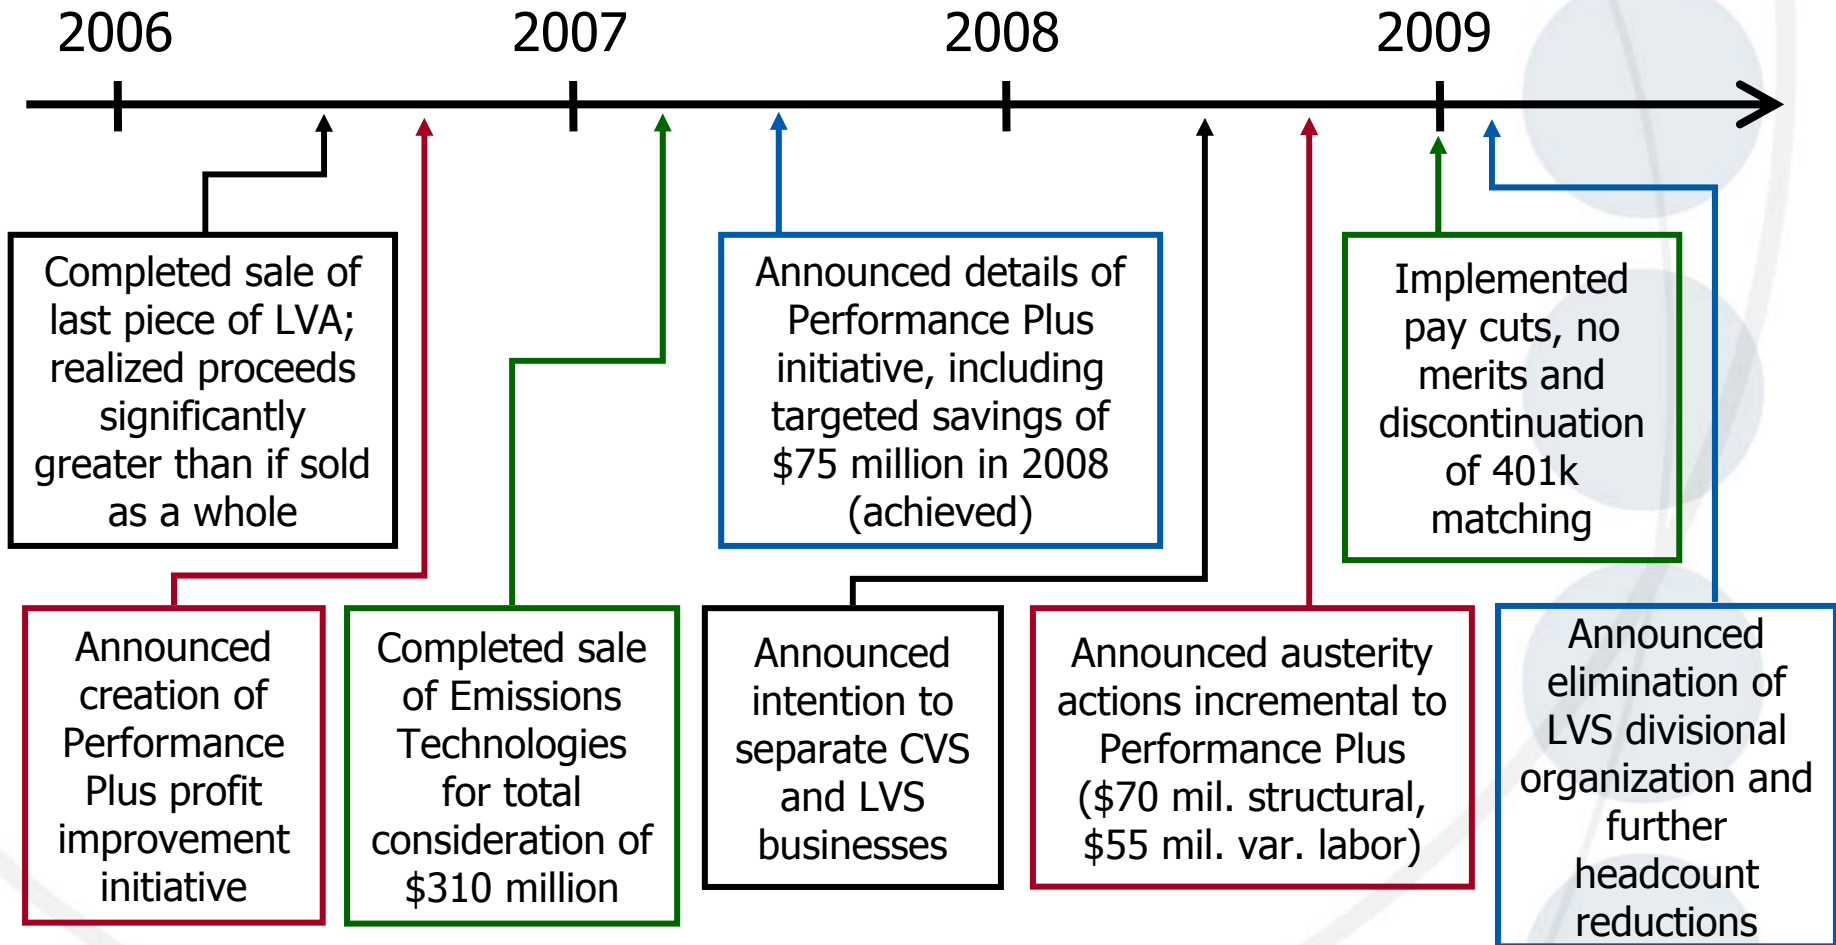 2006
2007
2008
2009
Completed sale of
last piece of LVA;
realized proceeds
significantly
greater than if sold
as a whole
Announced details of
Performance Plus
initiative, including
targeted savings of
$75 million in 2008
(achieved)
Implemented
pay cuts, no
merits and
discontinuation
of 401k
matching
Announced
creation of
Performance
Plus profit
improvement
initiative
Completed sale
of Emissions
Technologies
for total
consideration of
$310 million
Announced
intention to
separate CVS
and LVS
businesses
Announced austerity
actions incremental to
Performance Plus
($70 mil. structural,
$55 mil. var. labor)
Announced
elimination of
LVS divisional
organization and
further
headcount
reductions